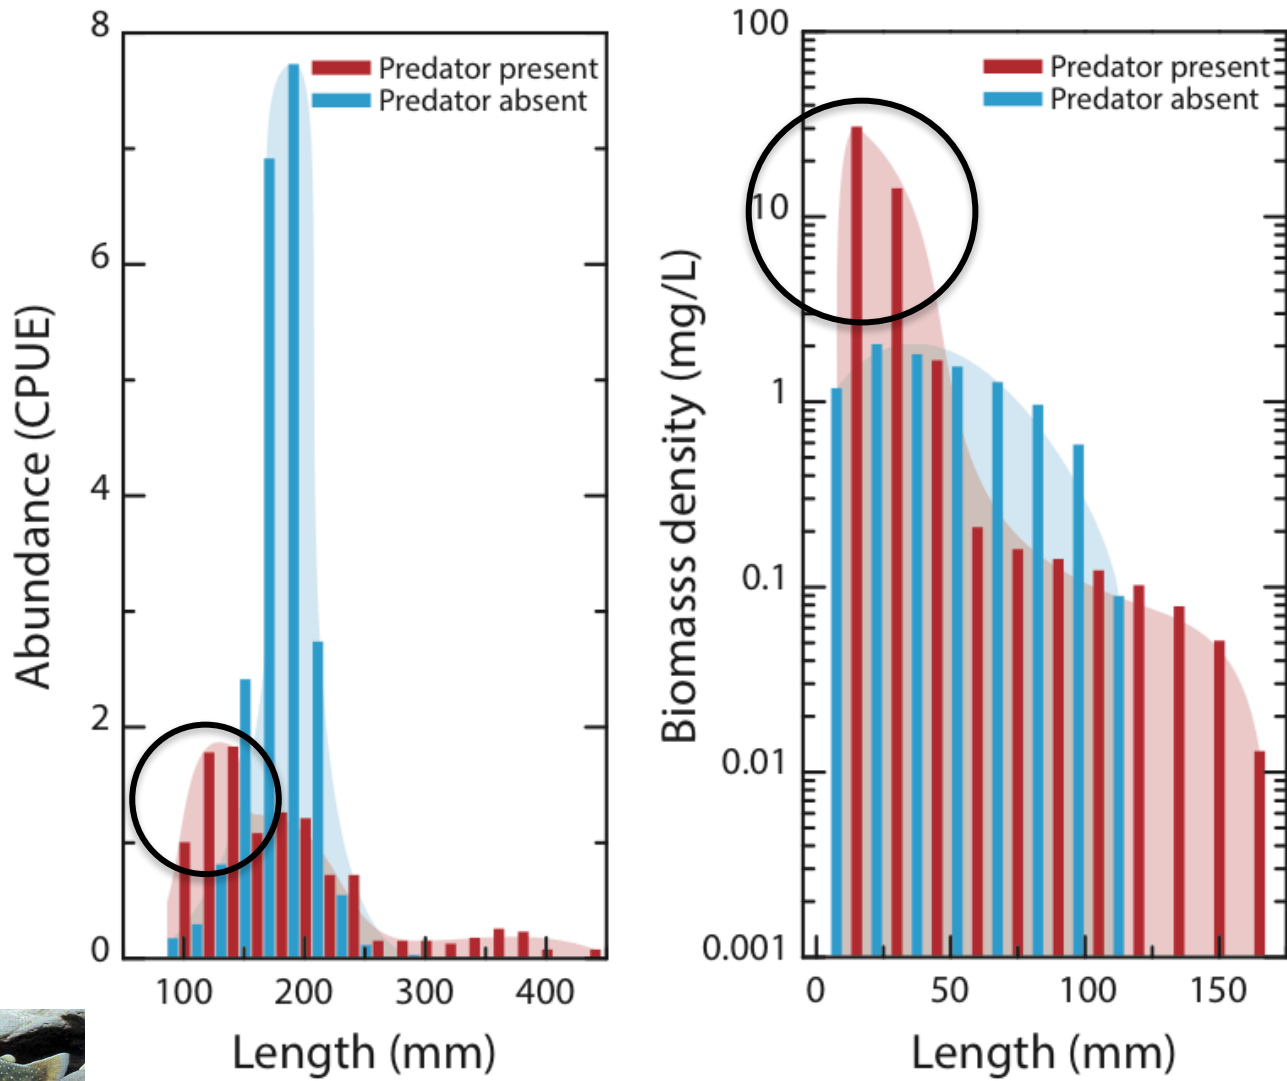 8
6
4
2
0
Abundance (CPUE)
100 200 300 400
Length (mm)
Predator present
Predator absent
100
10
1
0.1
0.01
0.001
Biomasss density (mg/L)
0 50 100 150
Length (mm)
Predator present
Predator absent